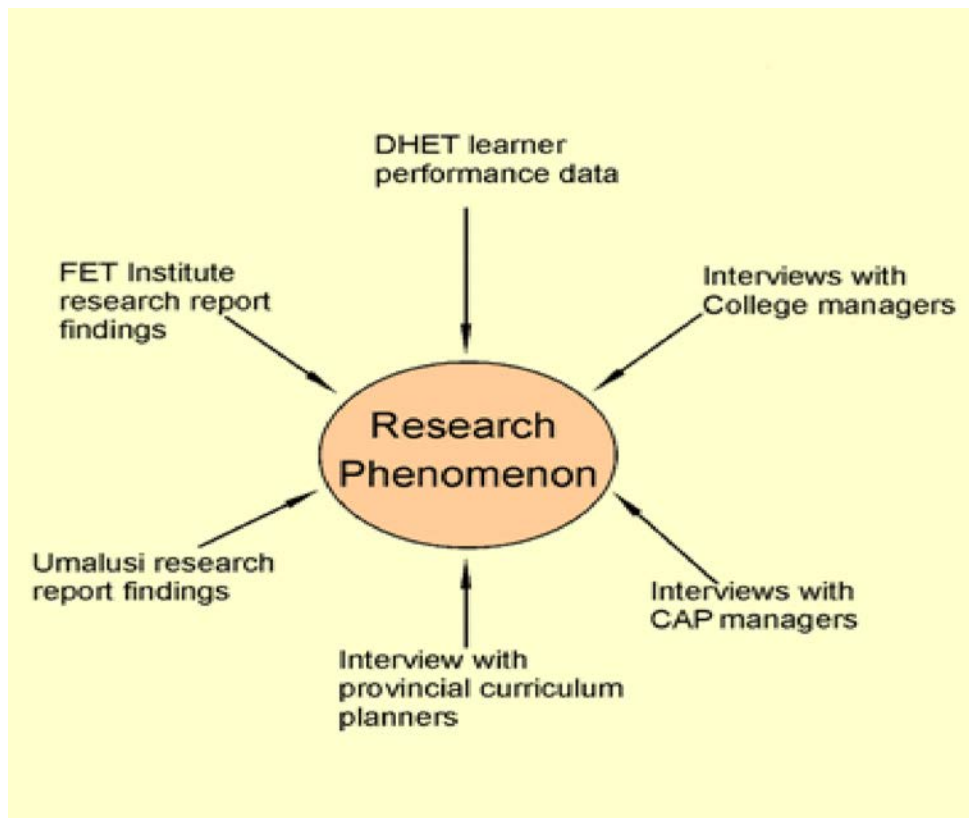 DHET learner
performance data
FET Institute
research report
findings
Interviews with
College managers
Research
Phenomenon
Umalusi research
report findings
Interviews with
CAP managers
Interview with
provincial curriculum
planners